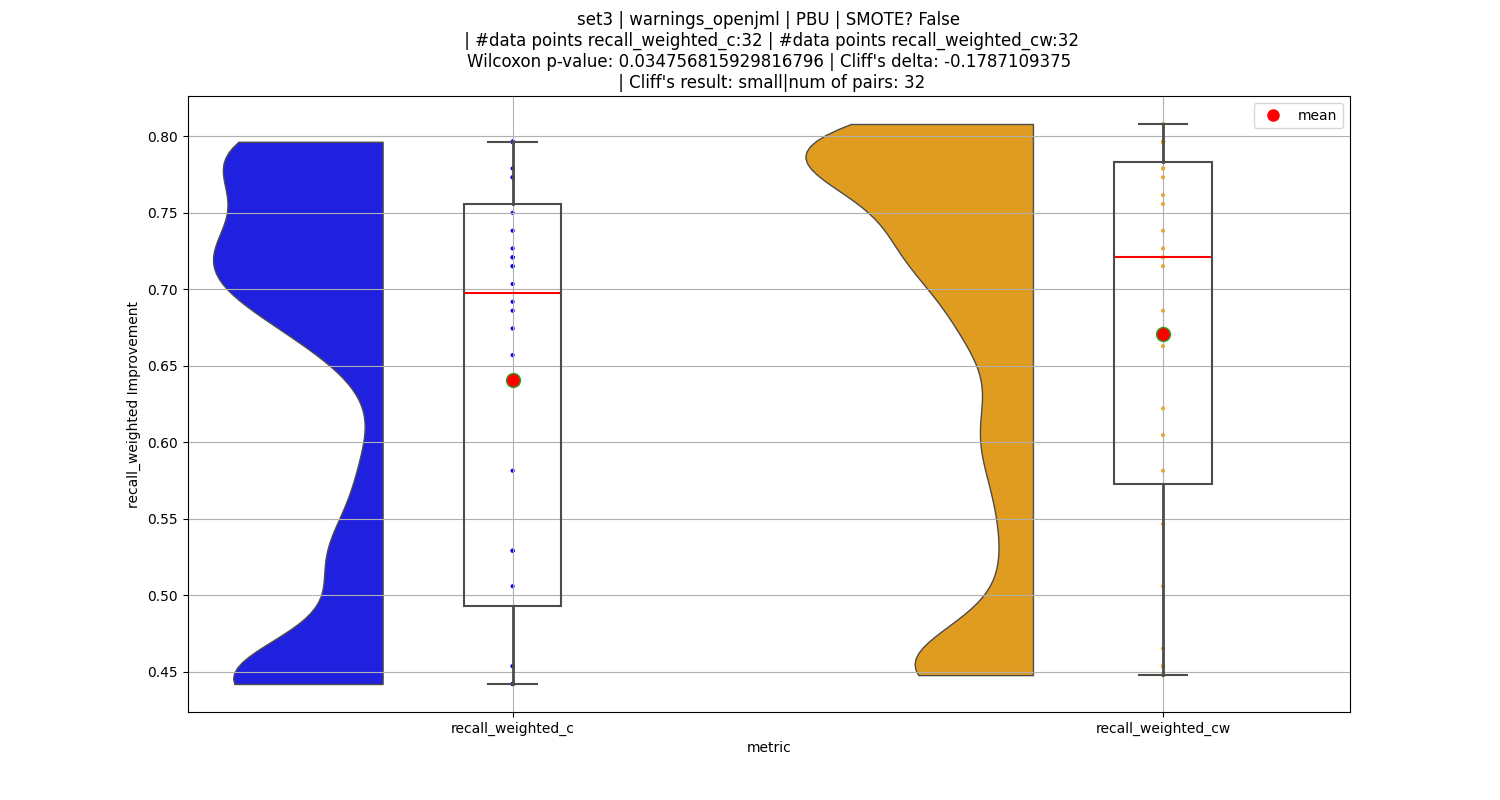 set3 | warnings_openjml | PBU | SMOTE? False
| #data points recall_weighted_c:32 | #data points recall_weighted_cw:32
Wilcoxon p-value: 0.034756815929816796 | Cliff's delta: -0.1787109375
| Cliff's result: small|num of pairs: 32
mean
recall_weighted Improvement
0.80
0.75
0.70
0.65
0.60
0.55
0.50
0.45
recall_weighted_c
recall_weighted_cw
metric